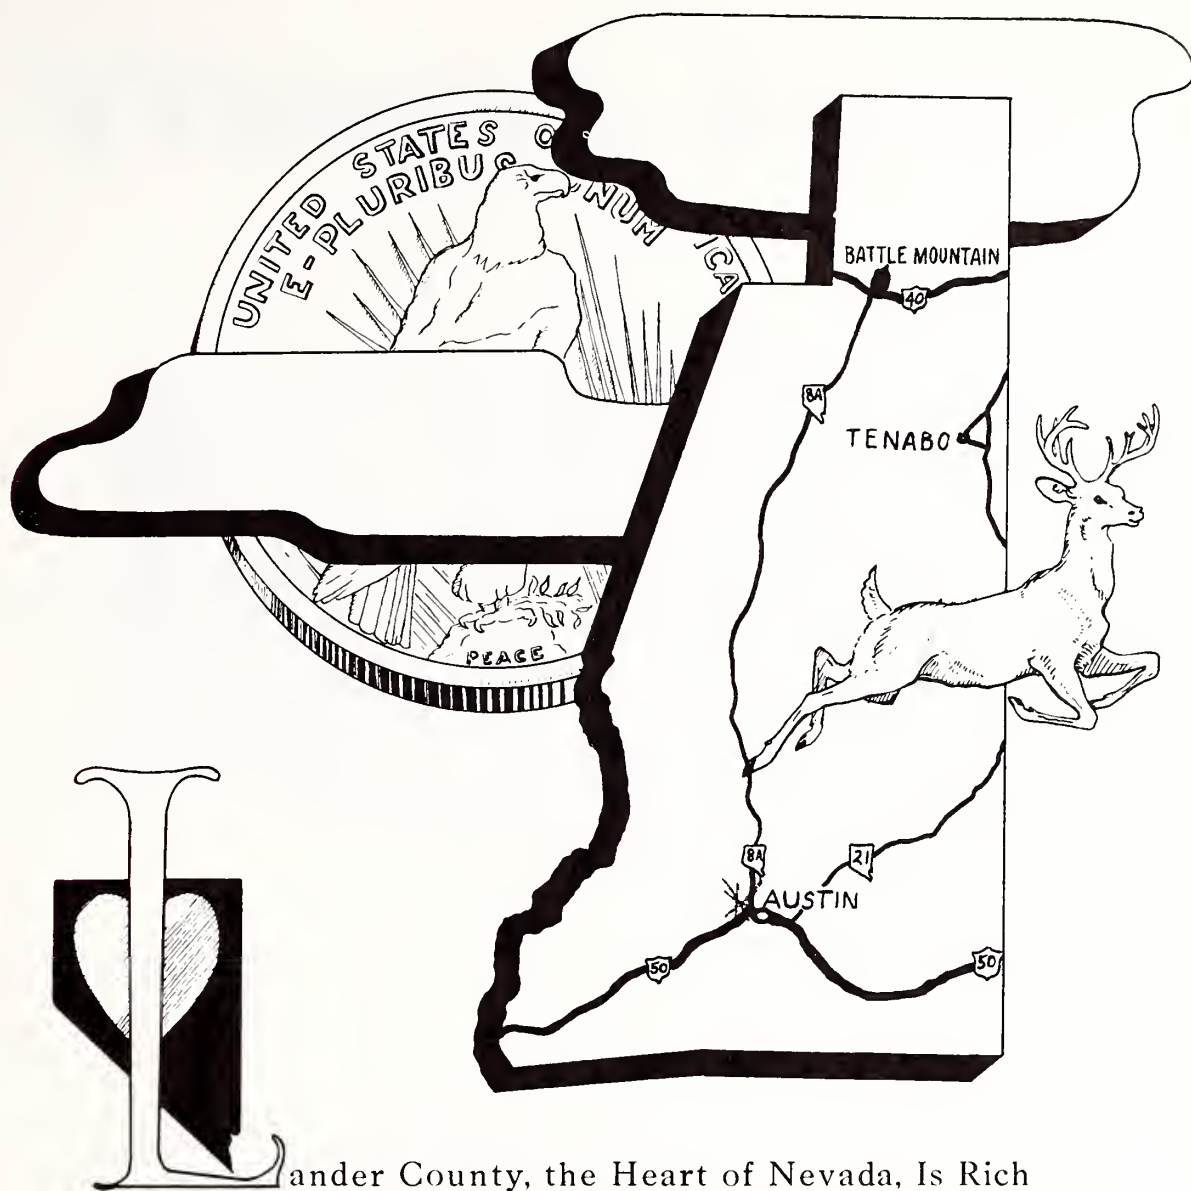 UNITED STATES O ICA
E-PLURIBUS UNUM
BATTLE MOUNTAIN
40
8A
TENABO
PEACE
8A
21
AUSTIN
50
50
Lander County, the Heart of Nevada, Is Rich